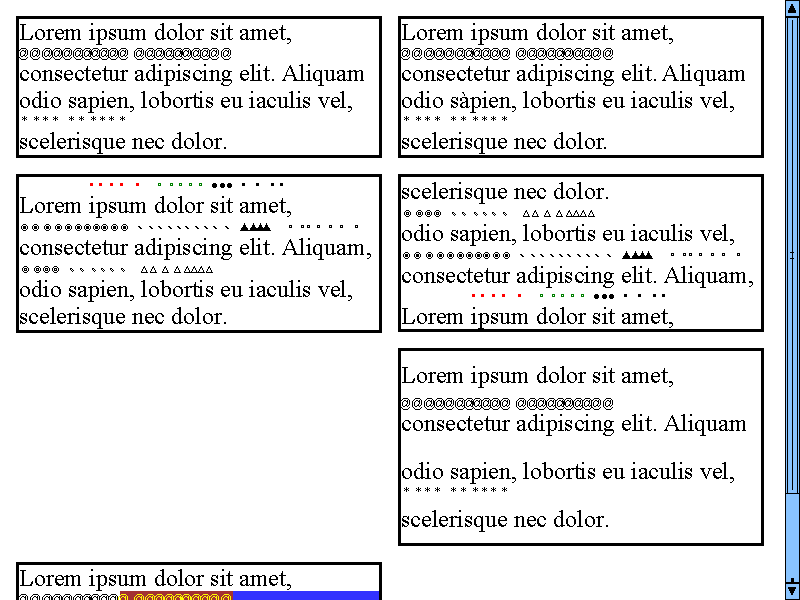 Lorem ipsum dolor sit amet,
consectetur adipiscing elit. Aliquam
odio sapien, lobortis eu iaculis vel,
scelerisque nec dolor.
Lorem ipsum dolor sit amet,
consectetur adipiscing elit. Aliquam
odio sàpien, lobortis eu iaculis vel,
scelerisque nec dolor.
Lorem ipsum dolor sit amet,
consectetur adipiscing elit. Aliquam,
odio sapien, lobortis eu iaculis vel,
scelerisque nec dolor.
scelerisque nec dolor.
odio sapien, lobortis eu iaculis vel,
consectetur adipiscing elit. Aliquam,
Lorem ipsum dolor sit amet,
Lorem ipsum dolor sit amet,
consectetur adipiscing elit. Aliquam
odio sapien, lobortis eu iaculis vel,
scelerisque nec dolor.
Lorem ipsum dolor sit amet,